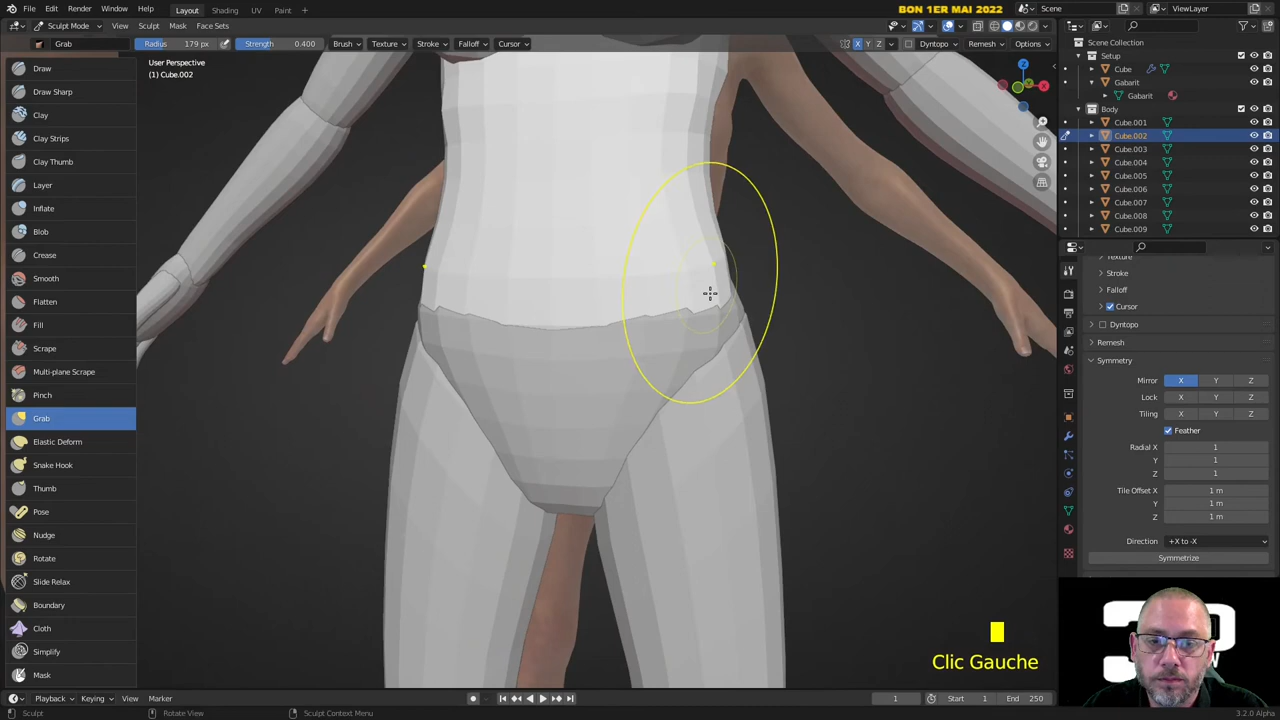 File Edit Render Window Help Layout Shading UV Paint BON 1ER MAI 2022 Scene ViewLayer
Sculpt Mode View Sculpt Mask Face Sets X Y Z Dyntopo Remesh Options
Grab Radius 179 px Strength 0.400 Brush Texture Stroke Falloff Cursor
User Perspective
(1) Cube.002
Draw
Draw Sharp
Clay
Clay Strips
Clay Thumb
Layer
Inflate
Blob
Crease
Smooth
Flatten
Fill
Scrape
Multi-plane Scrape
Pinch
Grab
Elastic Deform
Snake Hook
Thumb
Pose
Nudge
Rotate
Slide Relax
Boundary
Cloth
Simplify
Mask
Z
Clic Gauche
Scene Collection
Setup
Cube
Gabarit
Gabarit
Body
Cube.001
Cube.002
Cube.003
Cube.004
Cube.005
Cube.006
Cube.007
Cube.008
Cube.009
Texture
Stroke
Falloff
Cursor
Dyntopo
Remesh
Symmetry
Mirror X Y Z
Lock X Y Z
Tiling X Y Z
Feather
Radial X 1
Y 1
Z 1
Tile Offset X 1 m
Y 1 m
Z 1 m
Direction +X to -X
Symmetrize
Playback Keying View Marker 1 Start 1 End 250
Sculpt Rotate View Sculpt Context Menu 3.2.0 Alpha